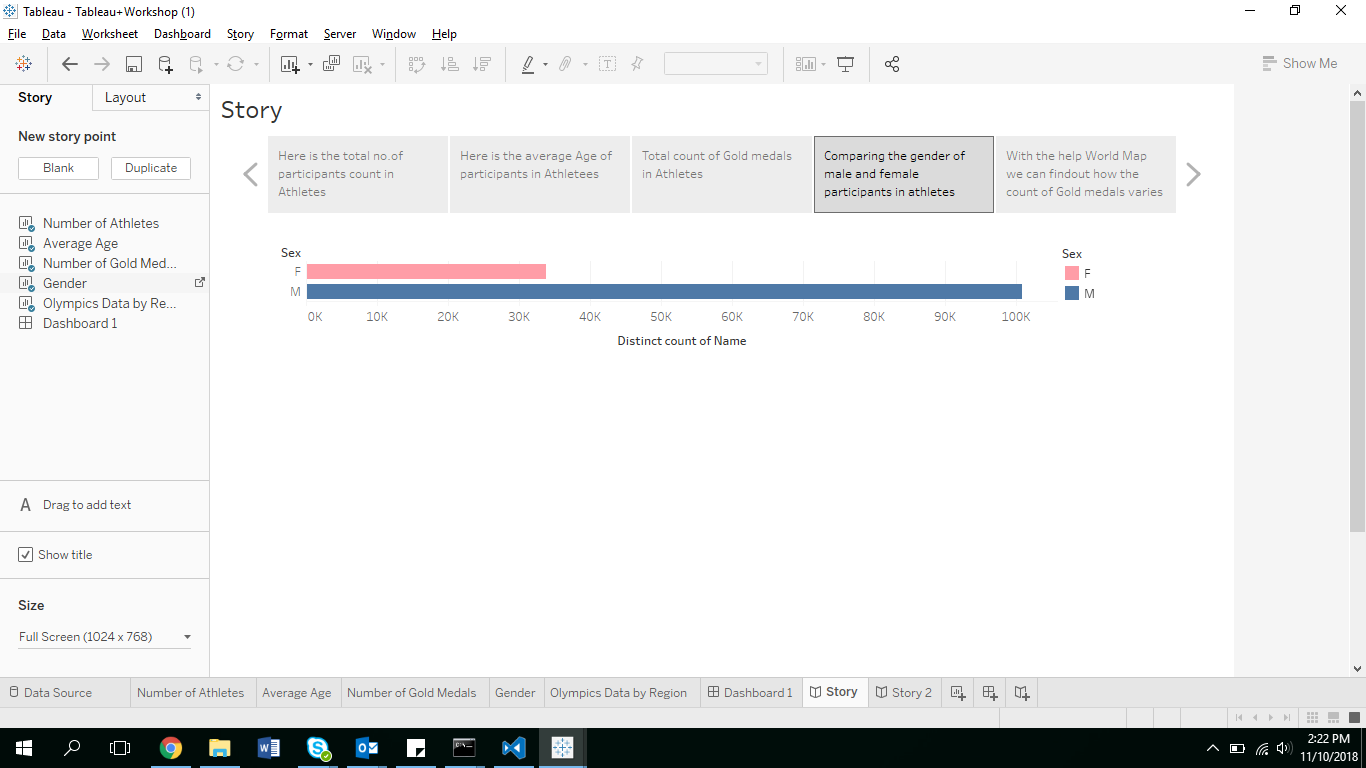 Tableau - Tableau+Workshop (1)
File Data Worksheet Dashboard Story Format Server Window Help
Show Me
Story Layout
New story point
Blank Duplicate
Number of Athletes
Average Age
Number of Gold Med...
Gender
Olympics Data by Re...
Dashboard 1
A Drag to add text
Show title
Size
Full Screen (1024 x 768)
Story
Here is the total no.of
participants count in
Athletes
Here is the average Age of
participants in Athletees
Total count of Gold medals
in Athletes
Comparing the gender of
male and female
participants in athletes
With the help World Map
we can findout how the
count of Gold medals varies
Sex
F
M
0K 10K 20K 30K 40K 50K 60K 70K 80K 90K 100K
Distinct count of Name
Sex
F
M
Data Source Number of Athletes Average Age Number of Gold Medals Gender Olympics Data by Region Dashboard 1 Story Story 2
2:22 PM
11/10/2018